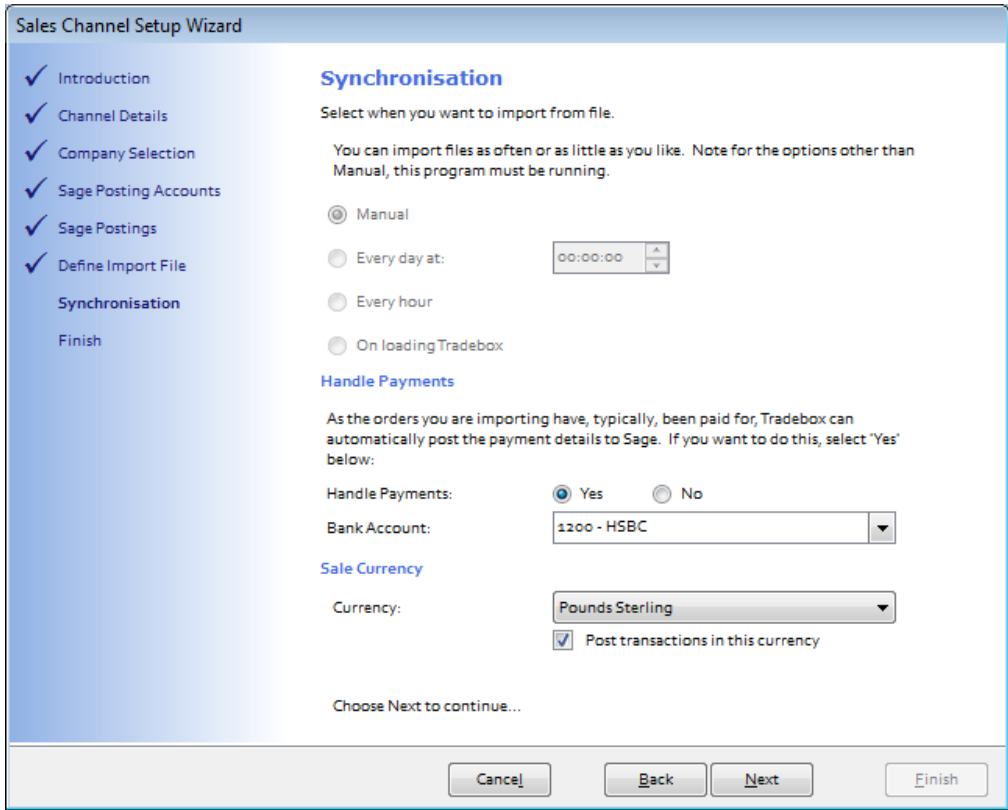 Sales Channel Setup Wizard
Introduction
Channel Details
Company Selection
Sage Posting Accounts
Sage Postings
Define Import File
Synchronisation
Finish
Synchronisation
Select when you want to import from file.
You can import files as often or as little as you like. Note for the options other than
Manual, this program must be running.
Manual
Every day at:
00:00:00
Every hour
On loading Tradebox
Handle Payments
As the orders you are importing have, typically, been paid for, Tradebox can
automatically post the payment details to Sage. If you want to do this, select 'Yes'
below:
Handle Payments:
Yes
No
Bank Account:
1200 - HSBC
Sale Currency
Currency:
Pounds Sterling
Post transactions in this currency
Choose Next to continue...
Cancel
Back
Next
Finish